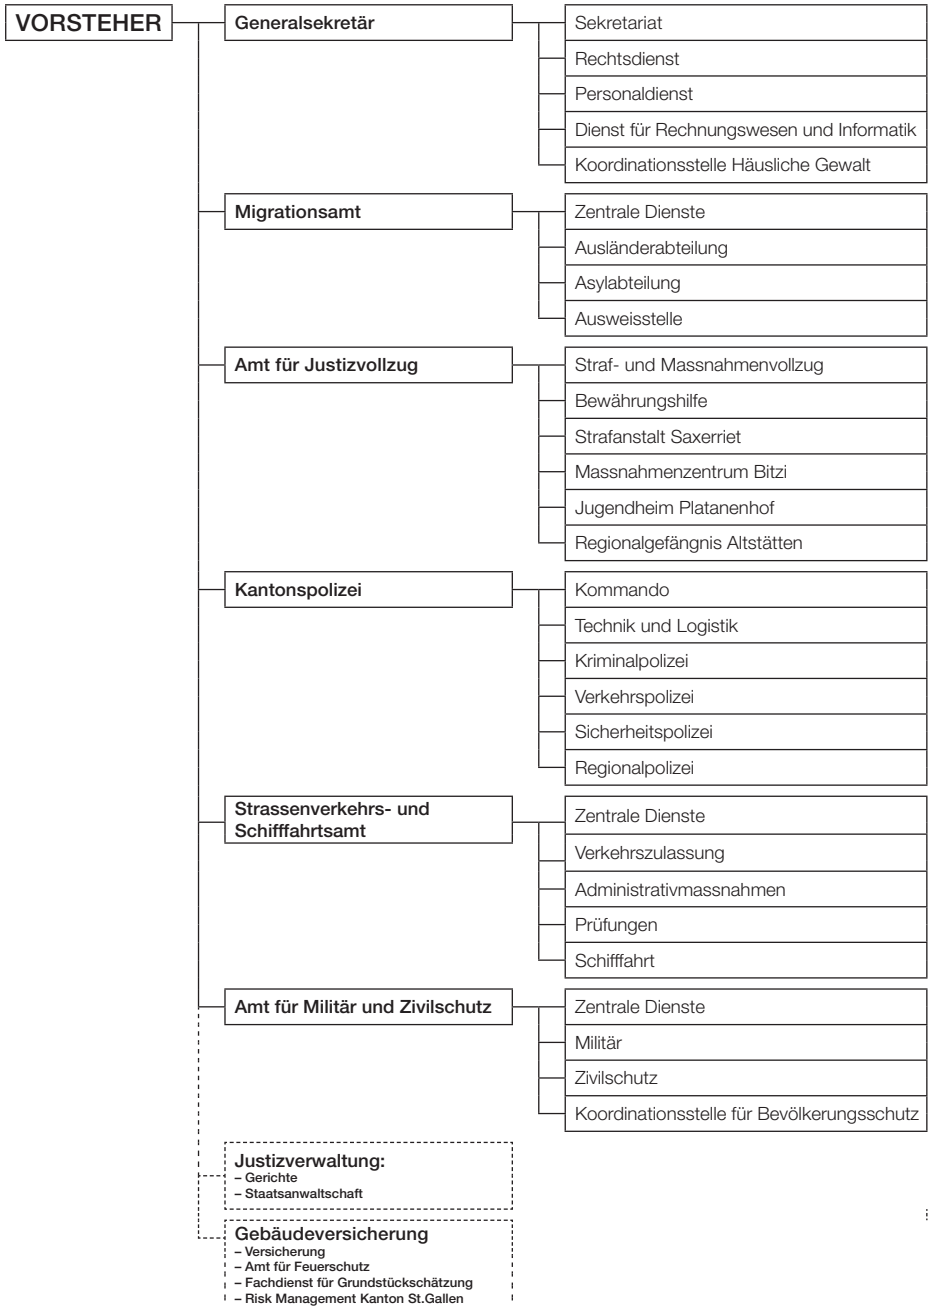 VORSTEHER
Generalsekretär
Sekretariat
Rechtsdienst
Personaldienst
Dienst für Rechnungswesen und Informatik
Koordinationsstelle Häusliche Gewalt
Migrationsamt
Zentrale Dienste
Ausländerabteilung
Asylabteilung
Ausweisstelle
Amt für Justizvollzug
Straf- und Massnahmenvollzug
Bewährungshilfe
Strafanstalt Saxerriet
Massnahmenzentrum Bitzi
Jugendheim Platanenhof
Regionalgefängnis Altstätten
Kantonspolizei
Kommando
Technik und Logistik
Kriminalpolizei
Verkehrspolizei
Sicherheitspolizei
Regionalpolizei
Strassenverkehrs- und
Schifffahrtsamt
Zentrale Dienste
Verkehrszulassung
Administrativmassnahmen
Prüfungen
Schifffahrt
Amt für Militär und Zivilschutz
Zentrale Dienste
Militär
Zivilschutz
Koordinationsstelle für Bevölkerungsschutz
Justizverwaltung:
– Gerichte
– Staatsanwaltschaft
Gebäudeversicherung
– Versicherung
– Amt für Feuerschutz
– Fachdienst für Grundstückschätzung
– Risk Management Kanton St.Gallen